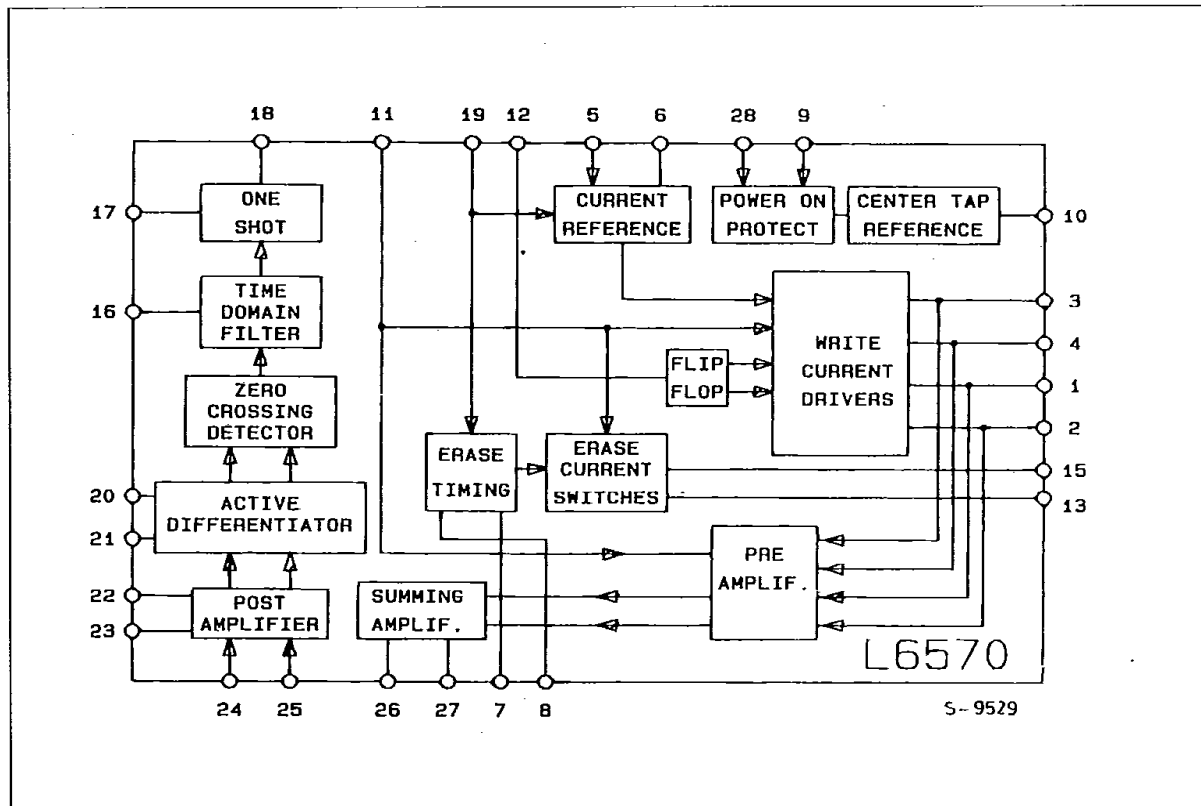 18 11 19 12 5 6 28 9
17
ONE
SHOT
CURRENT
REFERENCE
POWER ON
PROTECT
CENTER TAP
REFERENCE
10
16
TIME
DOMAIN
FILTER
3
4
1
2
WRITE
CURRENT
DRIVERS
FLIP
FLOP
ZERO
CROSSING
DETECTOR
ERASE
TIMING
ERASE
CURRENT
SWITCHES
15
13
20
21
ACTIVE
DIFFERENTIATOR
PRE
AMPLIF.
22
23
POST
AMPLIFIER
SUMMING
AMPLIF.
L6570
24 25 26 27 7 8
S-9529